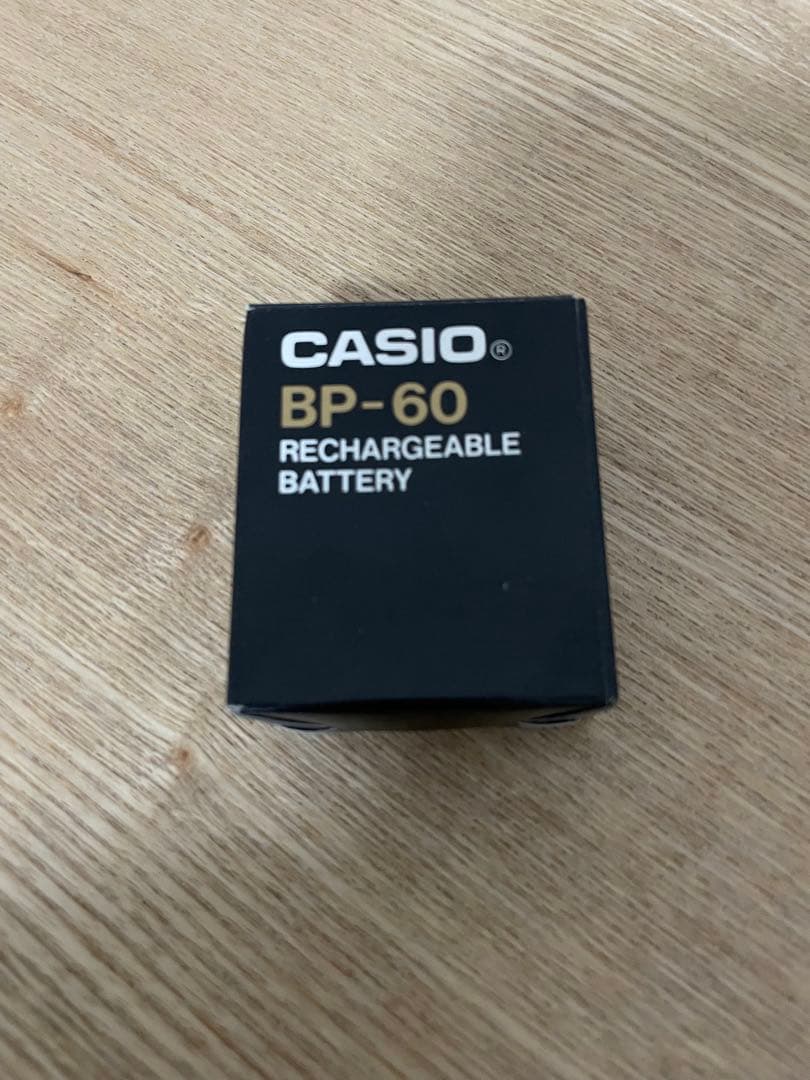 CASIO®
BP-60
RECHARGEABLE
BATTERY